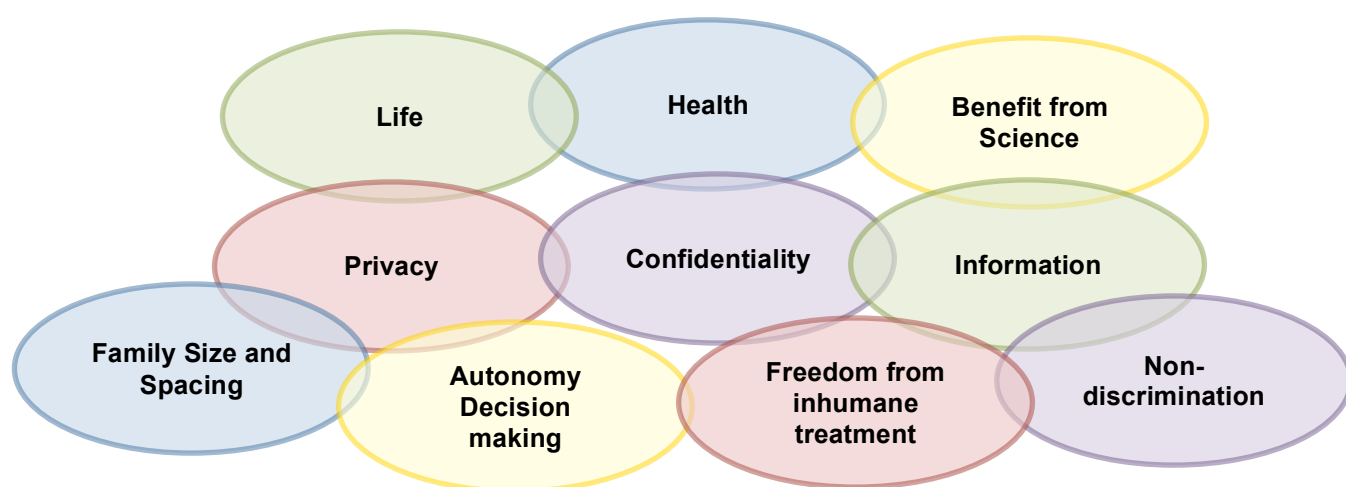 Life
Health
Benefit from
Science
Privacy
Confidentiality
Information
Family Size and
Spacing
Autonomy
Decision
making
Freedom from
inhumane
treatment
Non-
discrimination